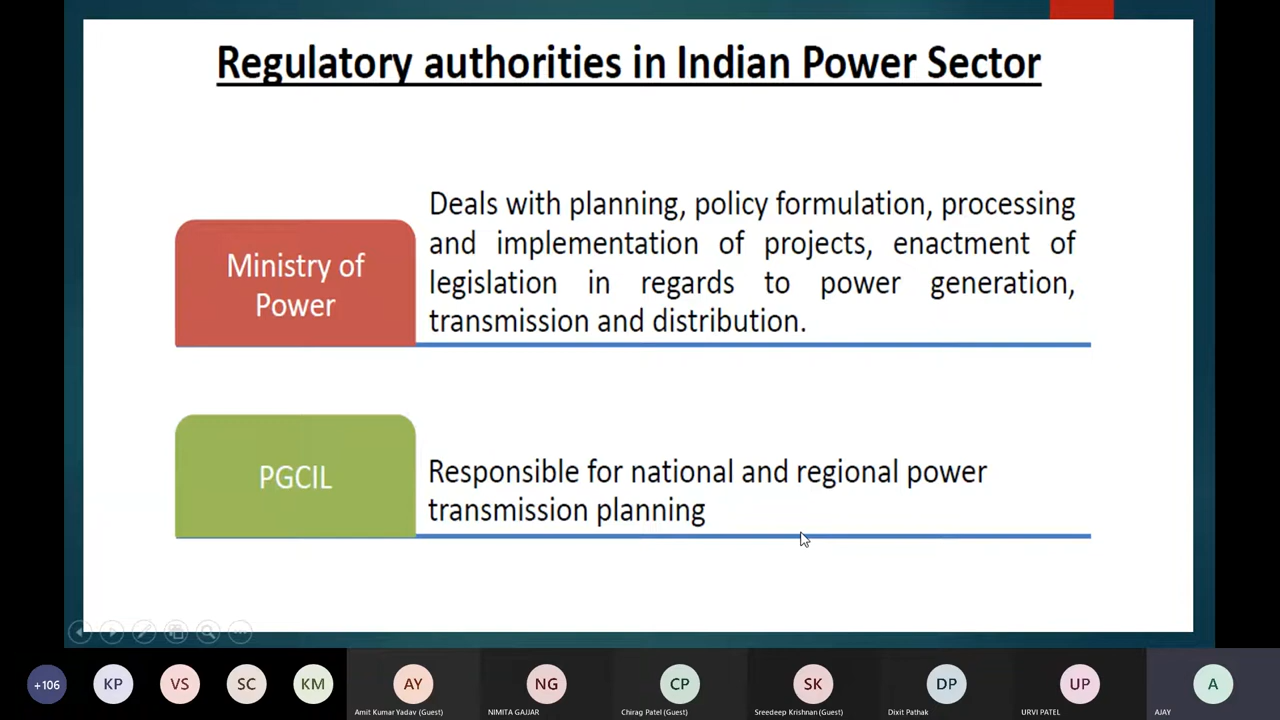 Regulatory authorities in Indian Power Sector
Ministry of
Power
Deals with planning, policy formulation, processing
and implementation of projects, enactment of
legislation in regards to power generation,
transmission and distribution.
PGCIL
Responsible for national and regional power
transmission planning
+106
KP
VS
SC
KM
AY
NG
CP
SK
DP
UP
A
Amit Kumar Yadav (Guest)
NIMITA GAJJAR
Chirag Patel (Guest)
Sreedeep Krishnan (Guest)
Dixit Pathak
URVI PATEL
AJAY